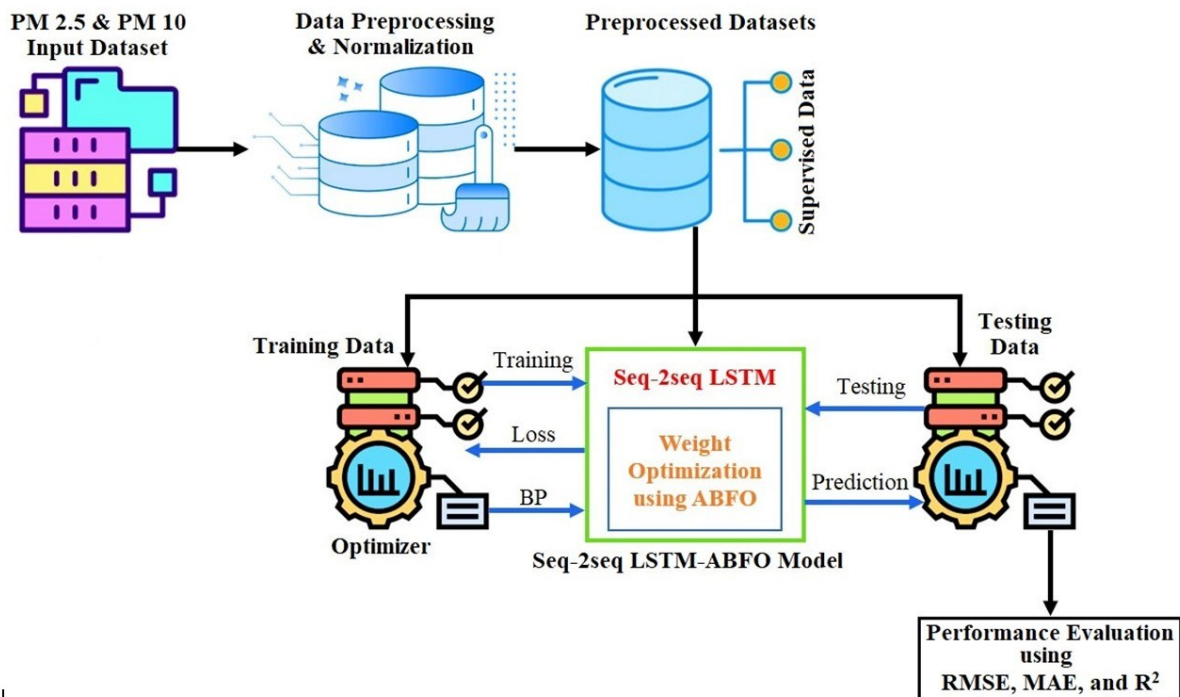 PM 2.5 & PM 10
Input Dataset
Data Preprocessing
& Normalization
Preprocessed Datasets
Supervised Data
Training Data
Testing
Data
Training
Loss
BP
Optimizer
Seq-2seq LSTM
Weight
Optimization
using ABFO
Seq-2seq LSTM-ABFO Model
Testing
Prediction
Performance Evaluation
using
RMSE, MAE, and R²